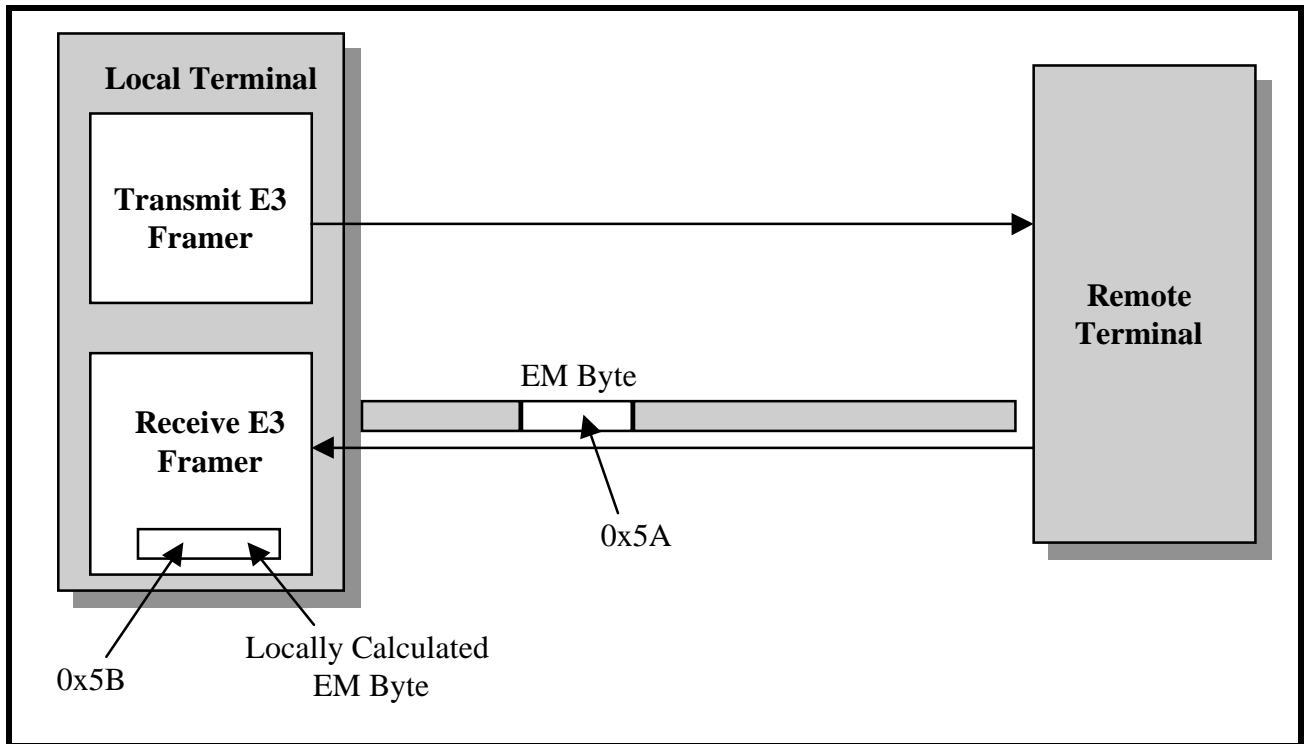 Local Terminal
Transmit E3
Framer
Remote
Terminal
EM Byte
Receive E3
Framer
0x5A
Locally Calculated
EM Byte
0x5B